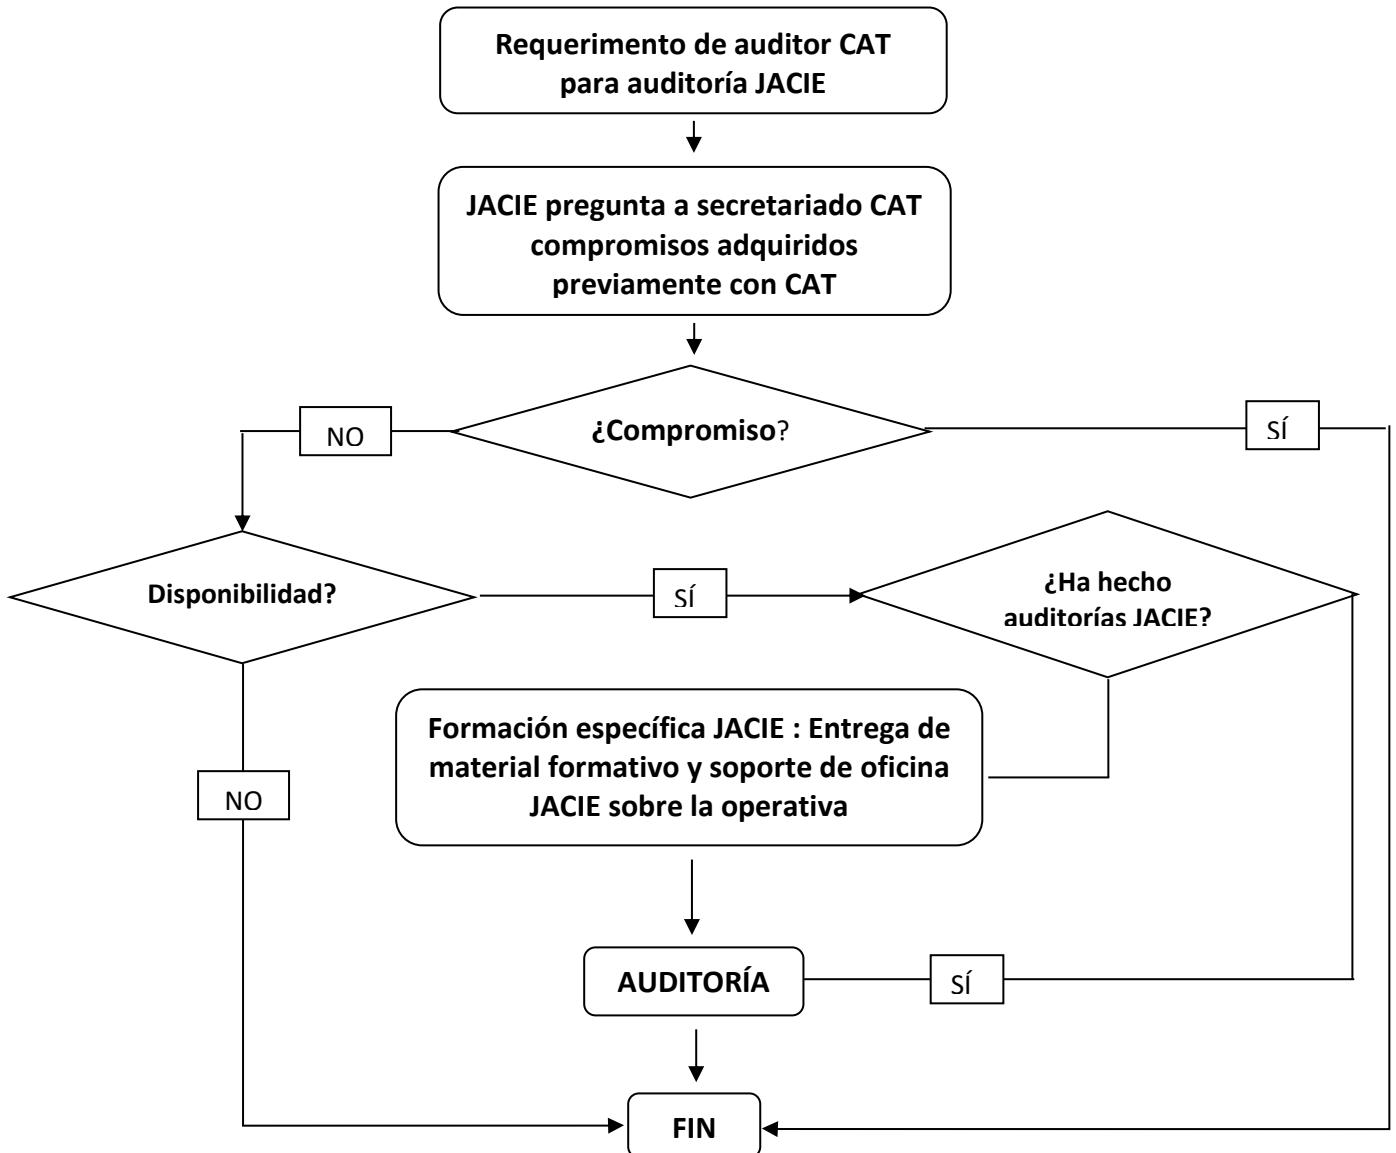 Requerimento de auditor CAT
para auditoría JACIE
JACIE pregunta a secretariado CAT
compromisos adquiridos
previamente con CAT
¿Compromiso?
NO
SÍ
Disponibilidad?
SÍ
¿Ha hecho
auditorías JACIE?
Formación específica JACIE : Entrega de
material formativo y soporte de oficina
JACIE sobre la operativa
NO
AUDITORÍA
SÍ
FIN